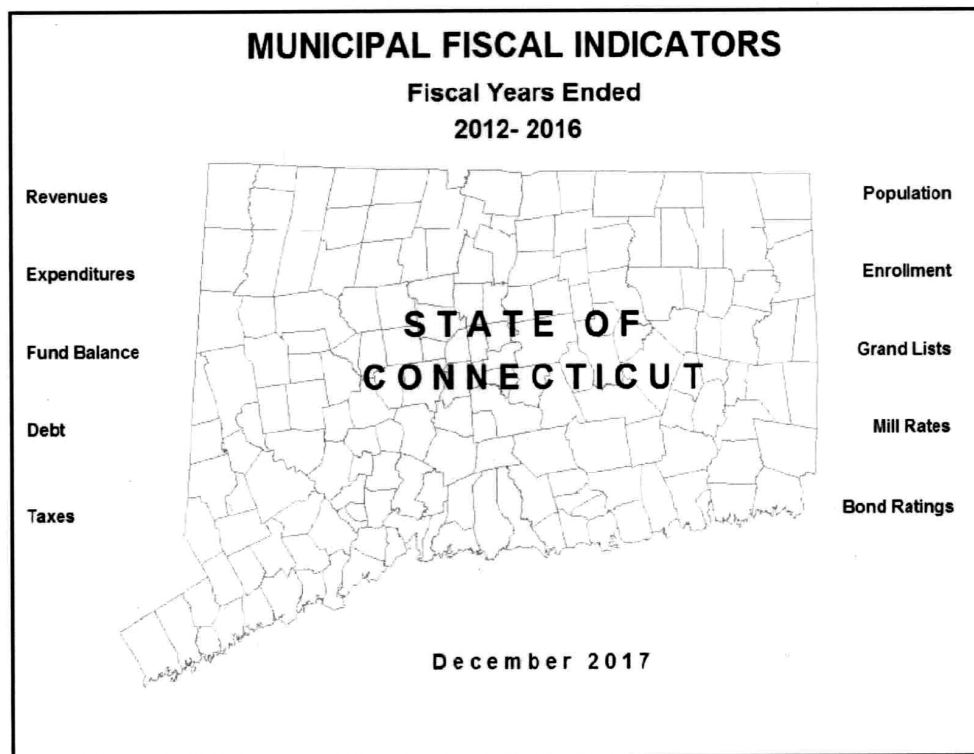 MUNICIPAL FISCAL INDICATORS
Fiscal Years Ended
2012- 2016
Revenues
Expenditures
Fund Balance
Debt
Taxes
STATE OF
CONNECTICUT
Population
Enrollment
Grand Lists
Mill Rates
Bond Ratings
December 2017